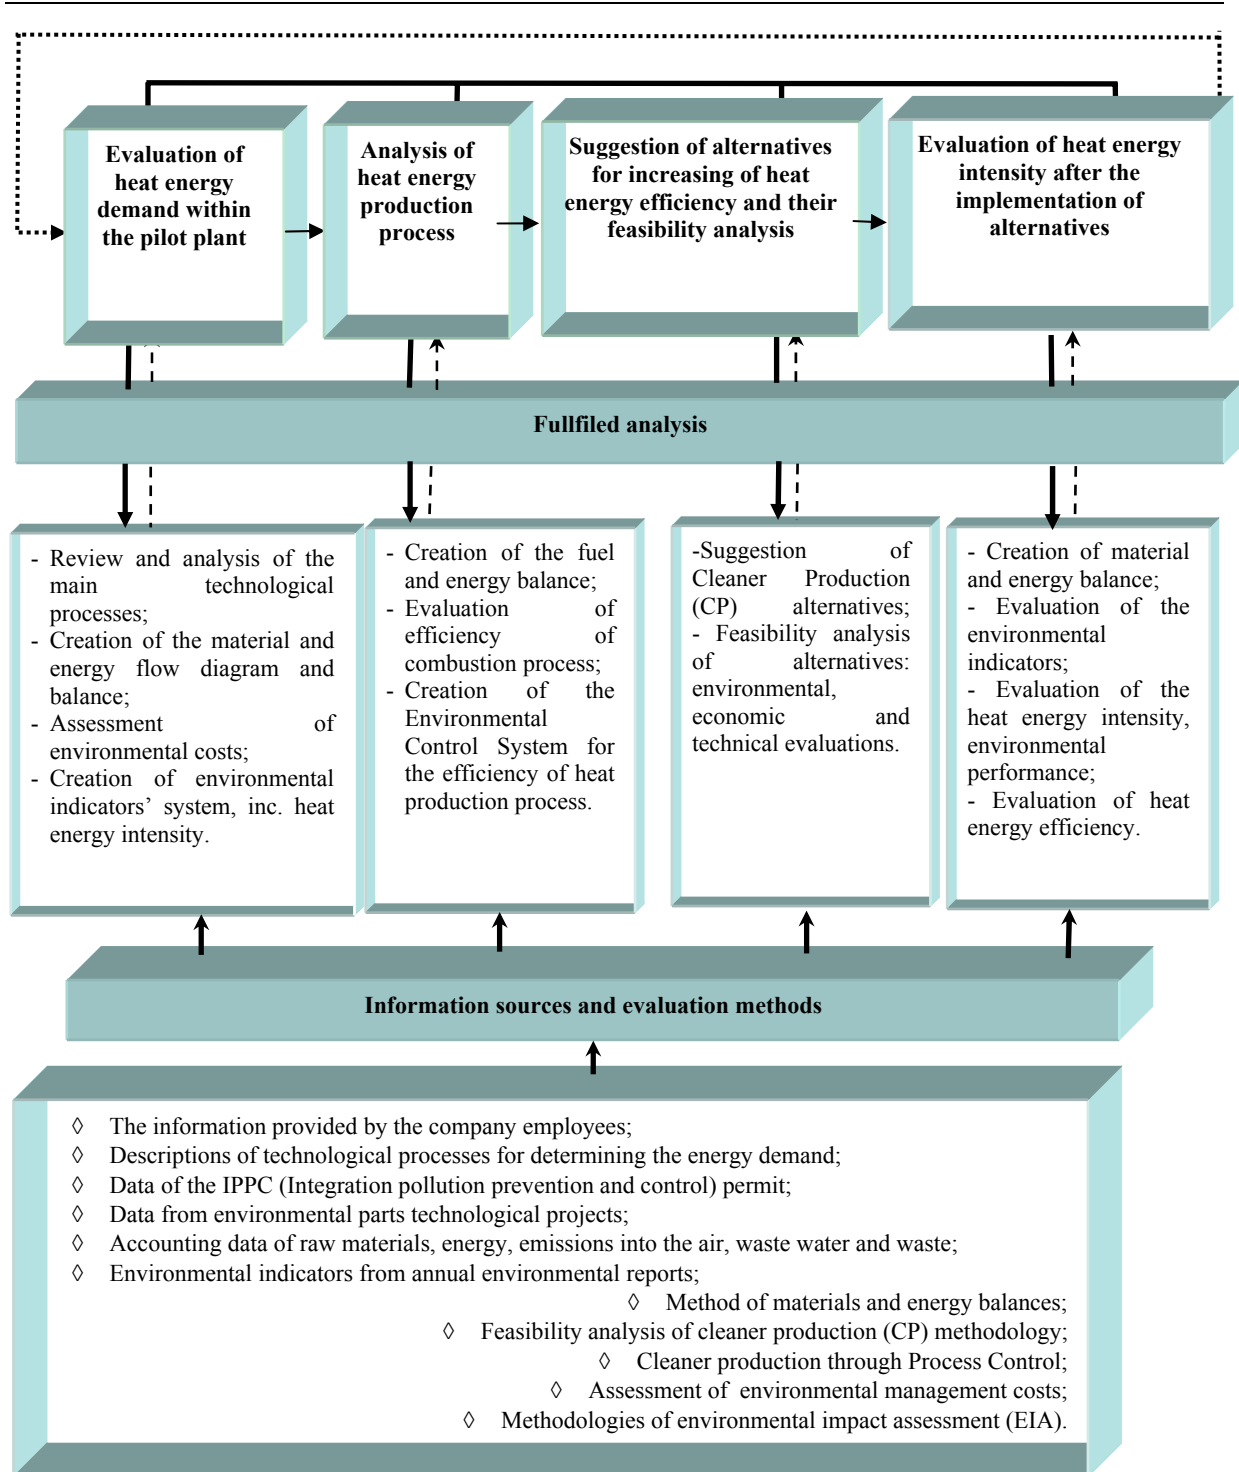 Evaluation of
heat energy
demand within
the pilot plant
Analysis of
heat energy
production
process
Suggestion of alternatives
for increasing of heat
energy efficiency and their
feasibility analysis
Evaluation of heat energy
intensity after the
implementation of
alternatives
Fullfiled analysis
- Review and analysis of the
main technological
processes;
- Creation of the material and
energy flow diagram and
balance;
- Assessment of
environmental costs;
- Creation of environmental
indicators’ system, inc. heat
energy intensity.
- Creation of the fuel
and energy balance;
- Evaluation of
efficiency of
combustion process;
- Creation of the
Environmental
Control System for
the efficiency of heat
production process.
-Suggestion of
Cleaner Production
(CP) alternatives;
- Feasibility analysis
of alternatives:
environmental,
economic and
technical evaluations.
- Creation of material
and energy balance;
- Evaluation of the
environmental
indicators;
- Evaluation of the
heat energy intensity,
environmental
performance;
- Evaluation of heat
energy efficiency.
Information sources and evaluation methods
◊ The information provided by the company employees;
◊ Descriptions of technological processes for determining the energy demand;
◊ Data of the IPPC (Integration pollution prevention and control) permit;
◊ Data from environmental parts technological projects;
◊ Accounting data of raw materials, energy, emissions into the air, waste water and waste;
◊ Environmental indicators from annual environmental reports;
◊ Method of materials and energy balances;
◊ Feasibility analysis of cleaner production (CP) methodology;
◊ Cleaner production through Process Control;
◊ Assessment of environmental management costs;
◊ Methodologies of environmental impact assessment (EIA).